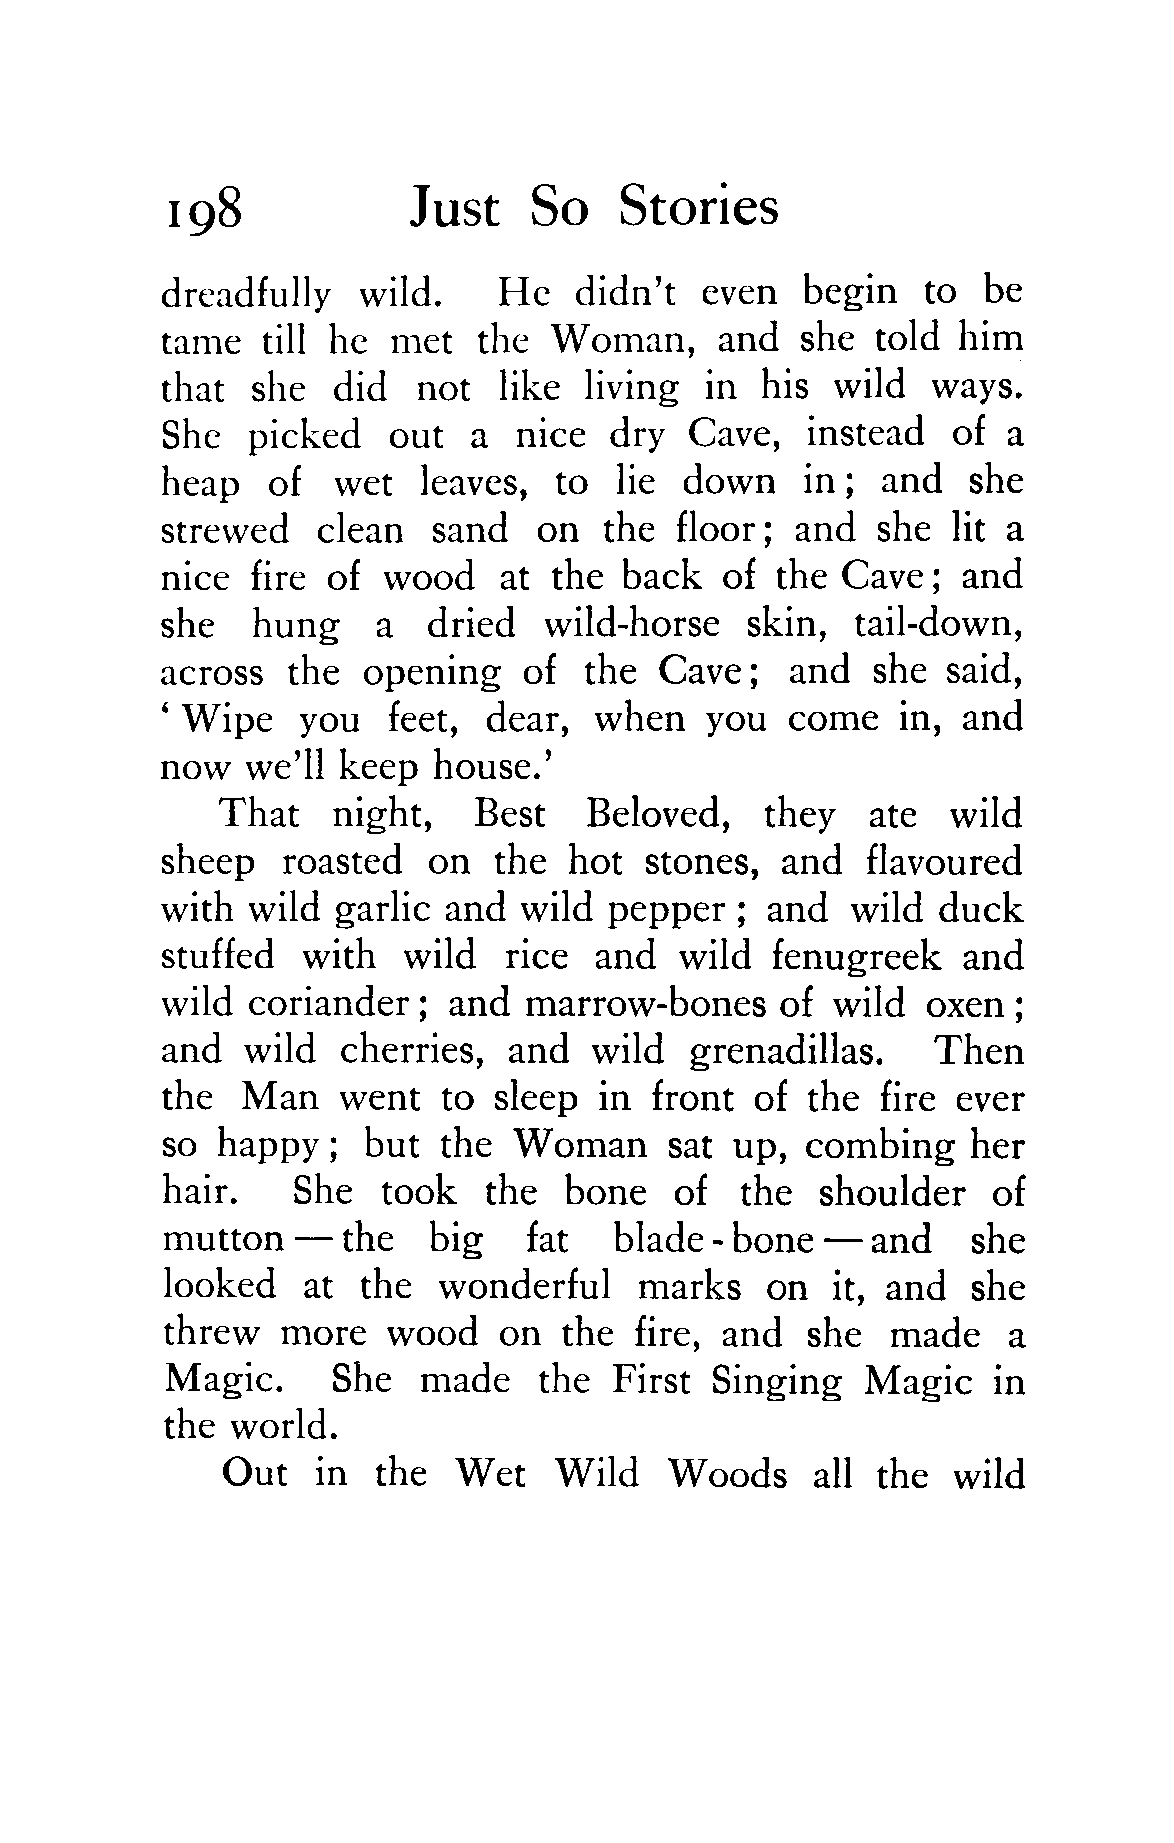 198 Just So Stories
dreadfully wild. He didn't even begin to be
tame till he met the Woman, and she told him
that she did not like living in his wild ways.
She picked out a nice dry Cave, instead of a
heap of wet leaves, to lie down in; and she
strewed clean sand on the floor; and she lit a
nice fire of wood at the back of the Cave; and
she hung a dried wild-horse skin, tail-down,
across the opening of the Cave; and she said,
‘Wipe you feet, dear, when you come in, and
now we'll keep house.’
That night, Best Beloved, they ate wild
sheep roasted on the hot stones, and flavoured
with wild garlic and wild pepper; and wild duck
stuffed with wild rice and wild fenugreek and
wild coriander; and marrow-bones of wild oxen;
and wild cherries, and wild grenadillas. Then
the Man went to sleep in front of the fire ever
so happy; but the Woman sat up, combing her
hair. She took the bone of the shoulder of
mutton—the big fat blade-bone—and she
looked at the wonderful marks on it, and she
threw more wood on the fire, and she made a
Magic. She made the First Singing Magic in
the world.
Out in the Wet Wild Woods all the wild